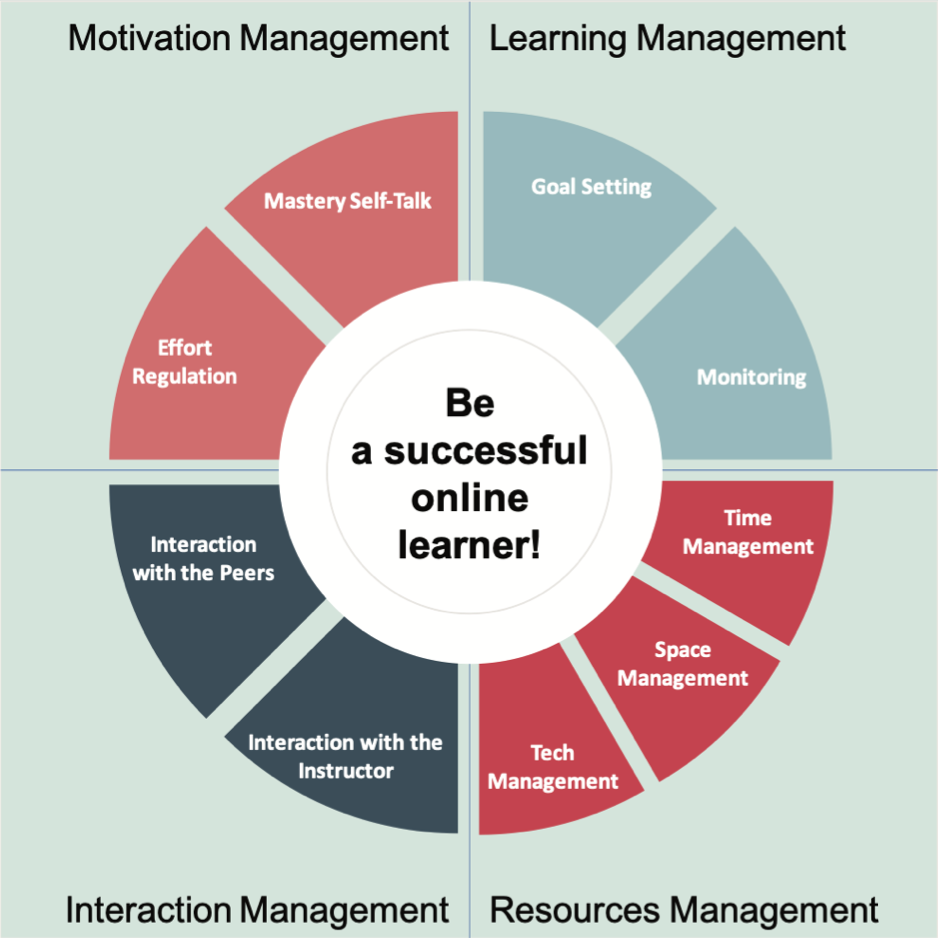 Motivation Management
Learning Management
Mastery Self-Talk
Goal Setting
Effort
Regulation
Monitoring
Be
a successful
online
learner!
Interaction
with the Peers
Time
Management
Space
Management
Interaction with the
Instructor
Tech
Management
Interaction Management
Resources Management